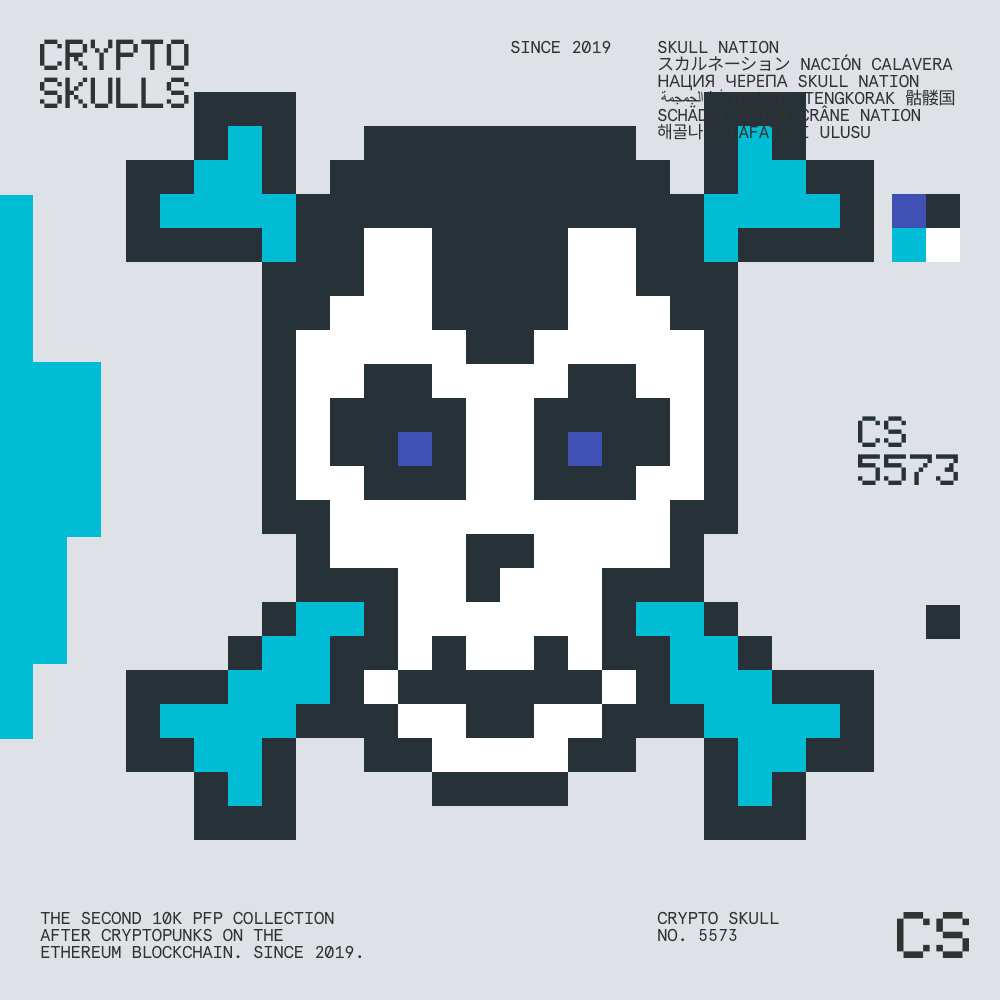 CRYPTO
SKULLS
SINCE 2019
SKULL NATION
スカルネーション NACIÓN CALAVERA
НАЦИЯ ЧЕРЕПА SKULL NATION
الجمجمة TENGKORAK 骷髅国
CRÂNE NATION
해골 ULUSU
CS
5573
THE SECOND 10K PFP COLLECTION
AFTER CRYPTOPUNKS ON THE
ETHEREUM BLOCKCHAIN. SINCE 2019.
CRYPTO SKULL
NO. 5573
CS